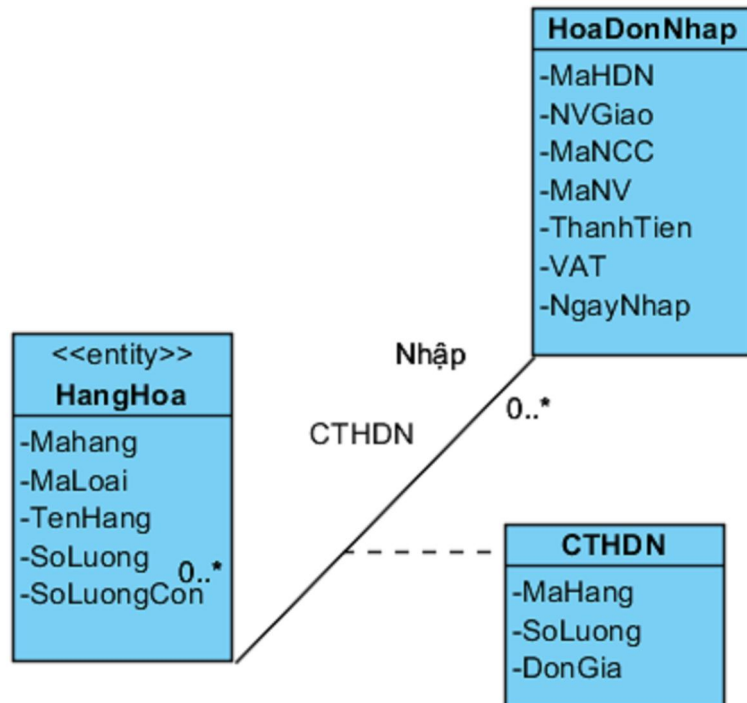 HoaDonNhap
-MaHDN
-NVGiao
-MaNCC
-MaNV
-ThanhTien
-VAT
-NgayNhap
<<entity>>
HangHoa
-Mahang
-MaLoai
-TenHang
-SoLuong
-SoLuongCon
0..*
Nhập
0..*
CTHDN
CTHDN
-MaHang
-SoLuong
-DonGia